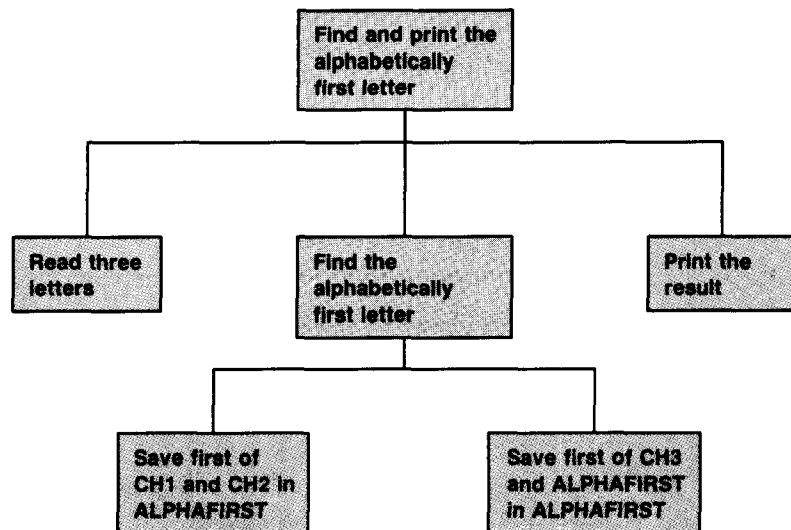 Find and print the
alphabetically
first letter
Read three
letters
Find the
alphabetically
first letter
Print the
result
Save first of
CH1 and CH2 in
ALPHAFIRST
Save first of CH3
and ALPHAFIRST
in ALPHAFIRST